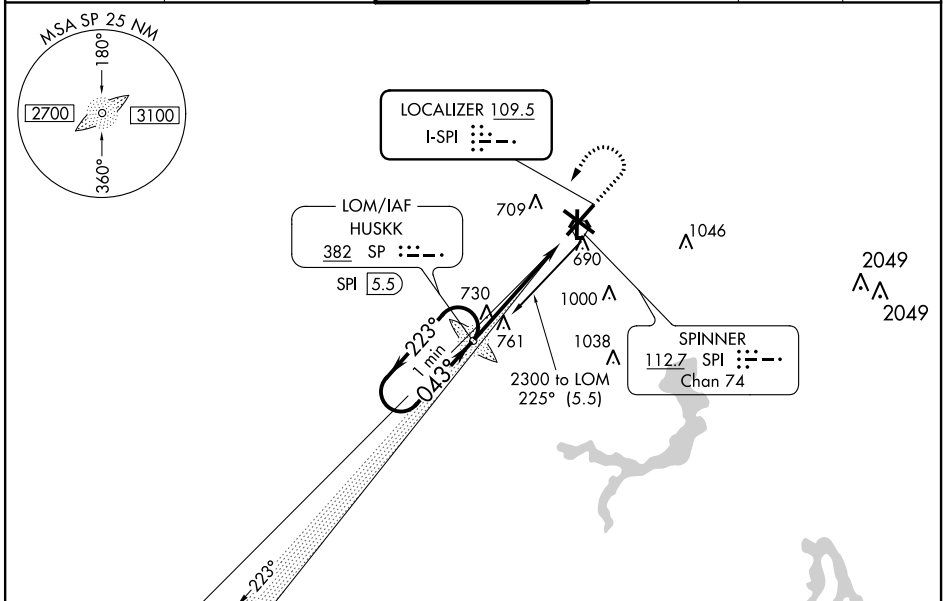 MSA SP 25 NM
180°
2700
3100
360°
LOCALIZER 109.5
I-SPI
LOM/IAF
HUSKK
382 SP
SPI 5.5
709
1046
690
2049
2049
730
1000
761
1038
223°
1 min
043°
2300 to LOM
225° (5.5)
SPINNER
112.7 SPI
Chan 74
223°